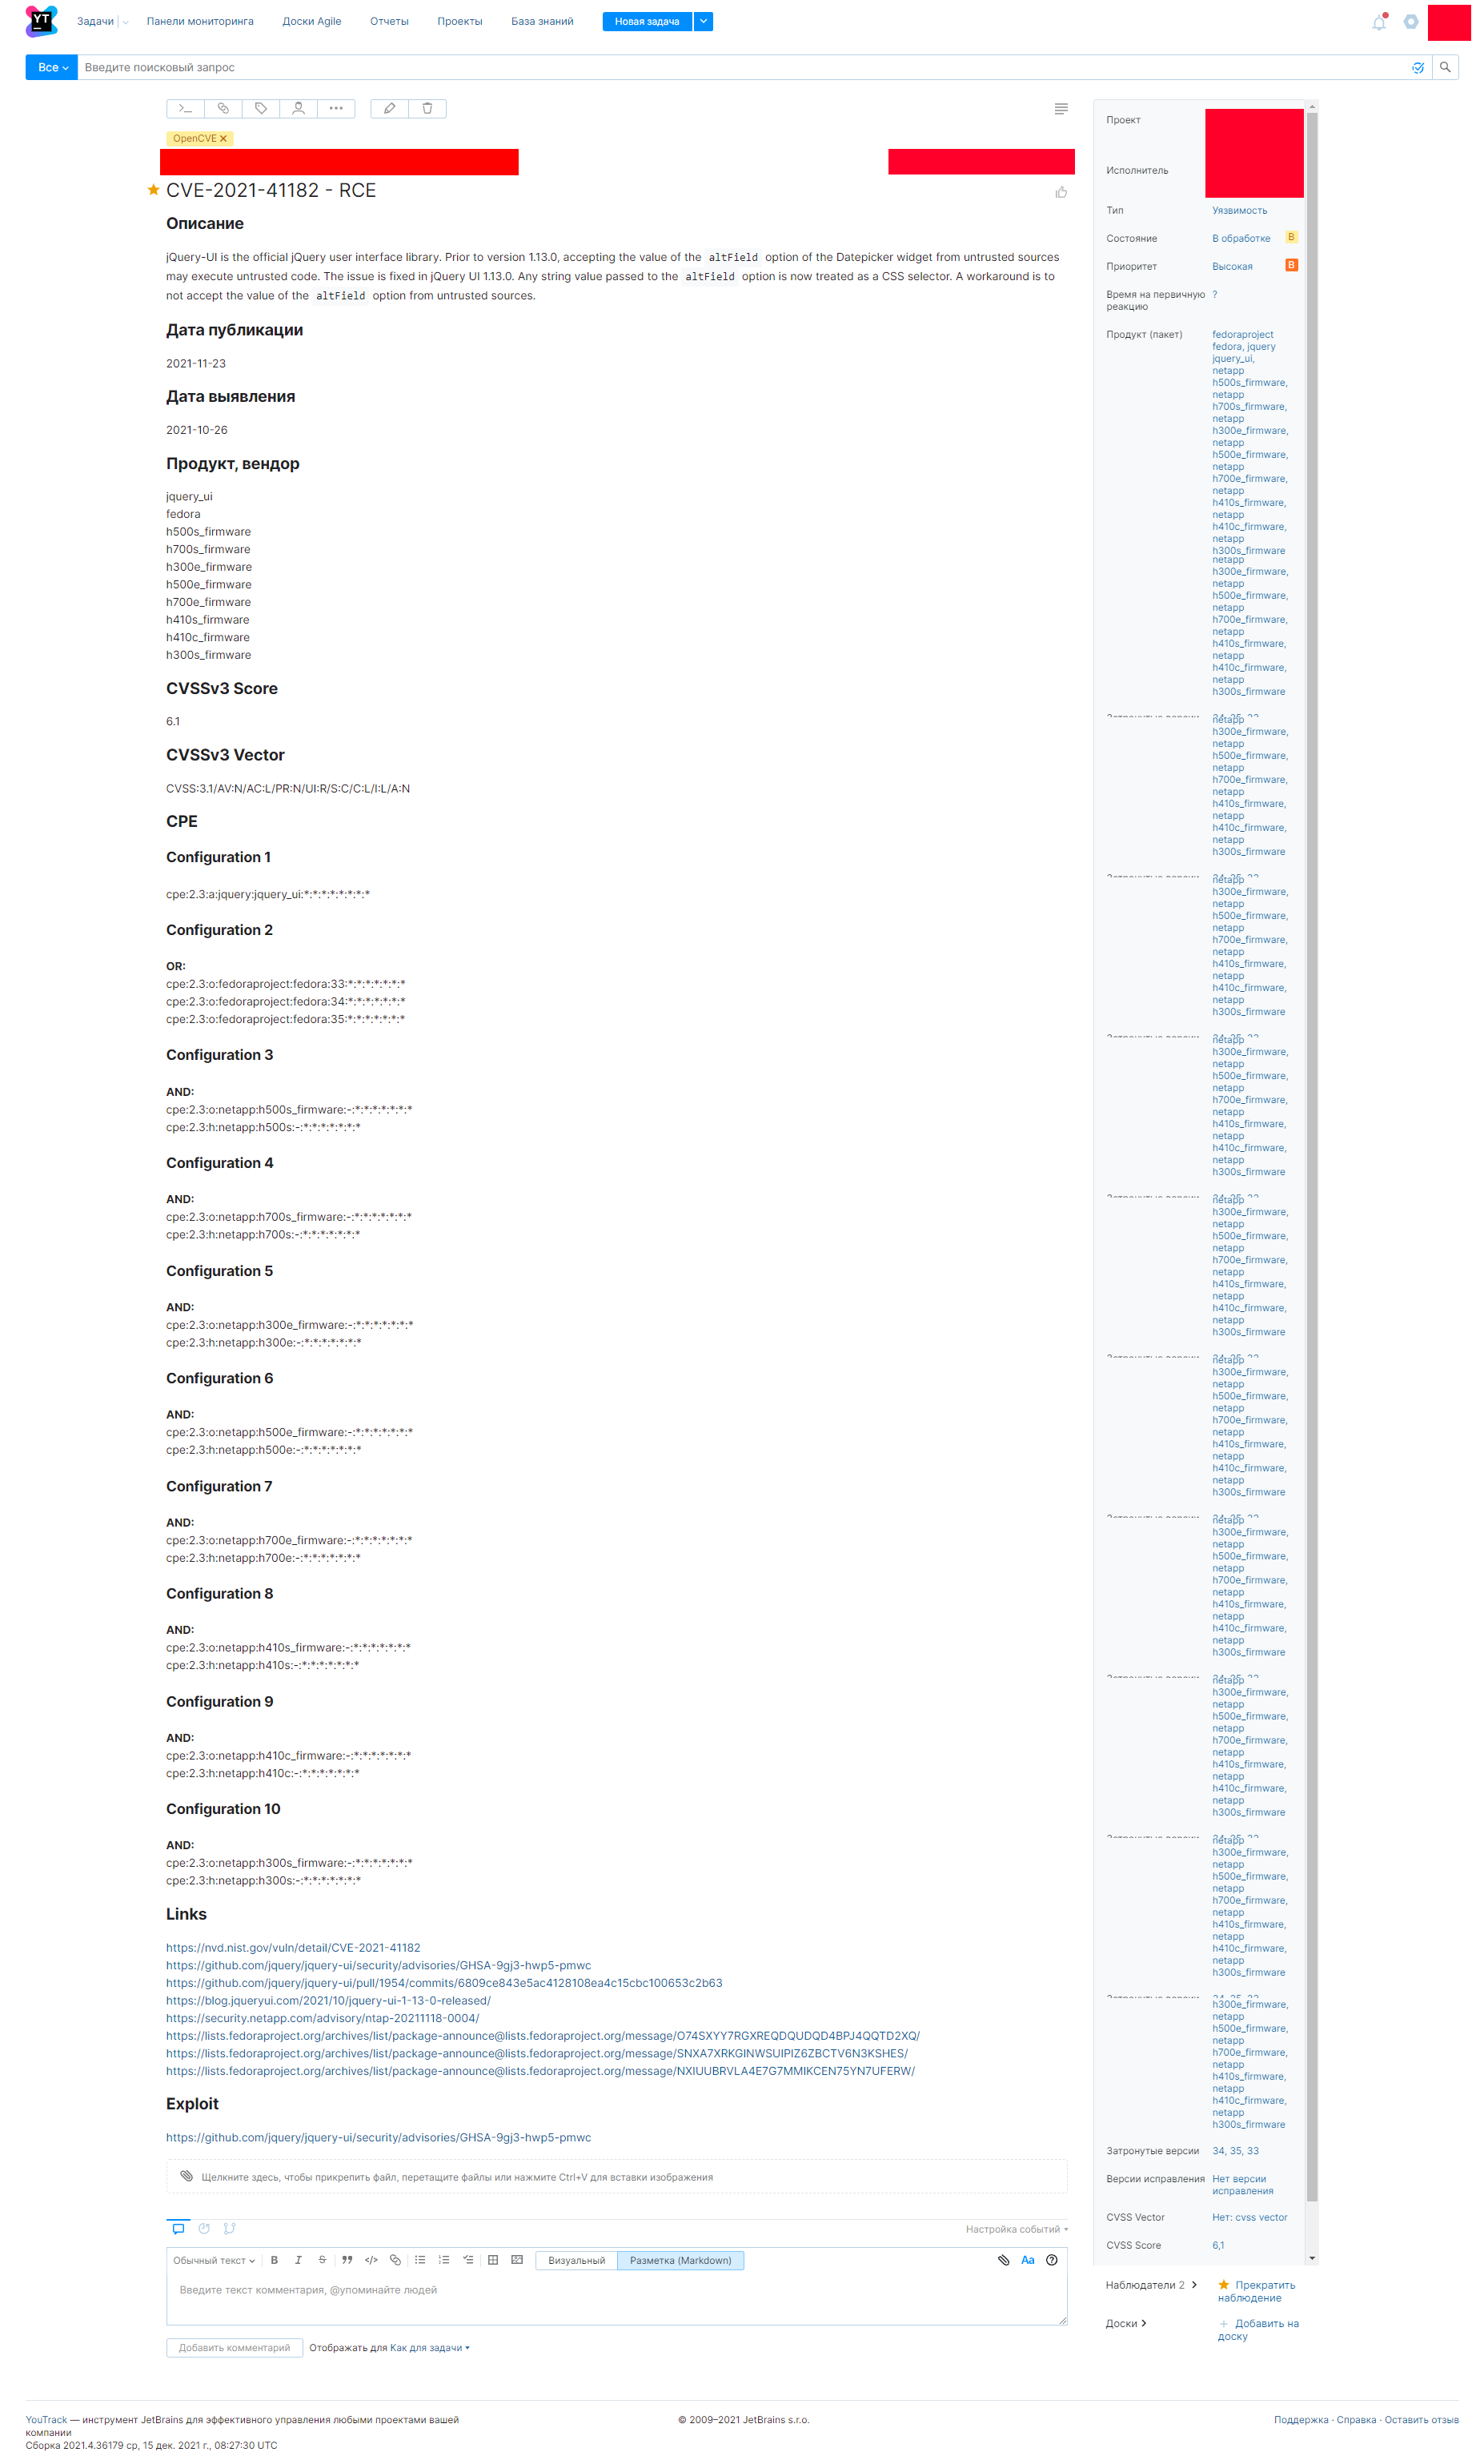 YT
Задачи
Панели мониторинга
Доски Agile
Отчеты
Проекты
База знаний
Новая задача
Все
Введите поисковый запрос
OpenCVE
CVE-2021-41182 - RCE
Описание
jQuery-UI is the official jQuery user interface library. Prior to version 1.13.0, accepting the value of the altField option of the Datepicker widget from untrusted sources
may execute untrusted code. The issue is fixed in jQuery UI 1.13.0. Any string value passed to the altField option is now treated as a CSS selector. A workaround is to
not accept the value of the altField option from untrusted sources.
Дата публикации
2021-11-23
Дата выявления
2021-10-26
Продукт, вендор
jquery_ui
fedora
h500s_firmware
h700s_firmware
h300e_firmware
h500e_firmware
h700e_firmware
h410s_firmware
h410c_firmware
h300s_firmware
CVSSv3 Score
6.1
CVSSv3 Vector
CVSS:3.1/AV:N/AC:L/PR:N/UI:R/S:C/C:L/I:L/A:N
CPE
Configuration 1
cpe:2.3:a:jquery:jquery_ui:*:*:*:*:*:*:*:*
Configuration 2
OR:
cpe:2.3:o:fedoraproject:fedora:33:*:*:*:*:*:*:*
cpe:2.3:o:fedoraproject:fedora:34:*:*:*:*:*:*:*
cpe:2.3:o:fedoraproject:fedora:35:*:*:*:*:*:*:*
Configuration 3
AND:
cpe:2.3:o:netapp:h500s_firmware:-:*:*:*:*:*:*:*
cpe:2.3:h:netapp:h500s:-:*:*:*:*:*:*:*
Configuration 4
AND:
cpe:2.3:o:netapp:h700s_firmware:-:*:*:*:*:*:*:*
cpe:2.3:h:netapp:h700s:-:*:*:*:*:*:*:*
Configuration 5
AND:
cpe:2.3:o:netapp:h300e_firmware:-:*:*:*:*:*:*:*
cpe:2.3:h:netapp:h300e:-:*:*:*:*:*:*:*
Configuration 6
AND:
cpe:2.3:o:netapp:h500e_firmware:-:*:*:*:*:*:*:*
cpe:2.3:h:netapp:h500e:-:*:*:*:*:*:*:*
Configuration 7
AND:
cpe:2.3:o:netapp:h700e_firmware:-:*:*:*:*:*:*:*
cpe:2.3:h:netapp:h700e:-:*:*:*:*:*:*:*
Configuration 8
AND:
cpe:2.3:o:netapp:h410s_firmware:-:*:*:*:*:*:*:*
cpe:2.3:h:netapp:h410s:-:*:*:*:*:*:*:*
Configuration 9
AND:
cpe:2.3:o:netapp:h410c_firmware:-:*:*:*:*:*:*:*
cpe:2.3:h:netapp:h410c:-:*:*:*:*:*:*:*
Configuration 10
AND:
cpe:2.3:o:netapp:h300s_firmware:-:*:*:*:*:*:*:*
cpe:2.3:h:netapp:h300s:-:*:*:*:*:*:*:*
Links
https://nvd.nist.gov/vuln/detail/CVE-2021-41182
https://github.com/jquery/jquery-ui/security/advisories/GHSA-9gj3-hwp5-pmwc
https://github.com/jquery/jquery-ui/pull/1954/commits/6809ce843e5ac4128108ea4c15cbc100653c2b63
https://blog.jqueryui.com/2021/10/jquery-ui-1-13-0-released/
https://security.netapp.com/advisory/ntap-20211118-0004/
https://lists.fedoraproject.org/archives/list/package-announce@lists.fedoraproject.org/message/O74SXYY7RGXREQDQUDQD4BPJ4QQTD2XQ/
https://lists.fedoraproject.org/archives/list/package-announce@lists.fedoraproject.org/message/SNXA7XRKGINWSUIPIZ6ZBCTV6N3KSHES/
https://lists.fedoraproject.org/archives/list/package-announce@lists.fedoraproject.org/message/NXIUUBRVLA4E7G7MMIKCEN75YN7UFERW/
Exploit
https://github.com/jquery/jquery-ui/security/advisories/GHSA-9gj3-hwp5-pmwc
Щелкните здесь, чтобы прикрепить файл, перетащите файлы или нажмите Ctrl+V для вставки изображения
Настройка событий
Обычный текст
Визуальный
Разметка (Markdown)
Aa
Введите текст комментария, @упоминайте людей
Добавить комментарий
Отображать для Как для задачи
Проект
Исполнитель
Тип Уязвимость
Состояние В обработке В
Приоритет Высокая В
Время на первичную ?
реакцию
Продукт (пакет) fedoraproject
fedora, jquery
jquery_ui,
netapp
h500s_firmware,
netapp
h700s_firmware,
netapp
h300e_firmware,
netapp
h500e_firmware,
netapp
h700e_firmware,
netapp
h410s_firmware,
netapp
h410c_firmware,
netapp
h300s_firmware
netapp
h300e_firmware,
netapp
h500e_firmware,
netapp
h700e_firmware,
netapp
h410s_firmware,
netapp
h410c_firmware,
netapp
h300s_firmware
netapp
h300e_firmware,
netapp
h500e_firmware,
netapp
h700e_firmware,
netapp
h410s_firmware,
netapp
h410c_firmware,
netapp
h300s_firmware
netapp
h300e_firmware,
netapp
h500e_firmware,
netapp
h700e_firmware,
netapp
h410s_firmware,
netapp
h410c_firmware,
netapp
h300s_firmware
netapp
h300e_firmware,
netapp
h500e_firmware,
netapp
h700e_firmware,
netapp
h410s_firmware,
netapp
h410c_firmware,
netapp
h300s_firmware
netapp
h300e_firmware,
netapp
h500e_firmware,
netapp
h700e_firmware,
netapp
h410s_firmware,
netapp
h410c_firmware,
netapp
h300s_firmware
netapp
h300e_firmware,
netapp
h500e_firmware,
netapp
h700e_firmware,
netapp
h410s_firmware,
netapp
h410c_firmware,
netapp
h300s_firmware
netapp
h300e_firmware,
netapp
h500e_firmware,
netapp
h700e_firmware,
netapp
h410s_firmware,
netapp
h410c_firmware,
netapp
h300s_firmware
netapp
h300e_firmware,
netapp
h500e_firmware,
netapp
h700e_firmware,
netapp
h410s_firmware,
netapp
h410c_firmware,
netapp
h300s_firmware
netapp
h300e_firmware,
netapp
h500e_firmware,
netapp
h700e_firmware,
netapp
h410s_firmware,
netapp
h410c_firmware,
netapp
h300s_firmware
h300e_firmware,
netapp
h500e_firmware,
netapp
h700e_firmware,
netapp
h410s_firmware,
netapp
h410c_firmware,
netapp
h300s_firmware
Затронутые версии 34, 35, 33
Версии исправления Нет версии
исправления
CVSS Vector Нет: cvss vector
CVSS Score 6,1
Наблюдатели 2 Прекратить
наблюдение
Доски Добавить на
доску
YouTrack — инструмент JetBrains для эффективного управления любыми проектами вашей
компании
Сборка 2021.4.36179 ср, 15 дек. 2021 г., 08:27:30 UTC
© 2009–2021 JetBrains s.r.o.
Поддержка · Справка · Оставить отзыв